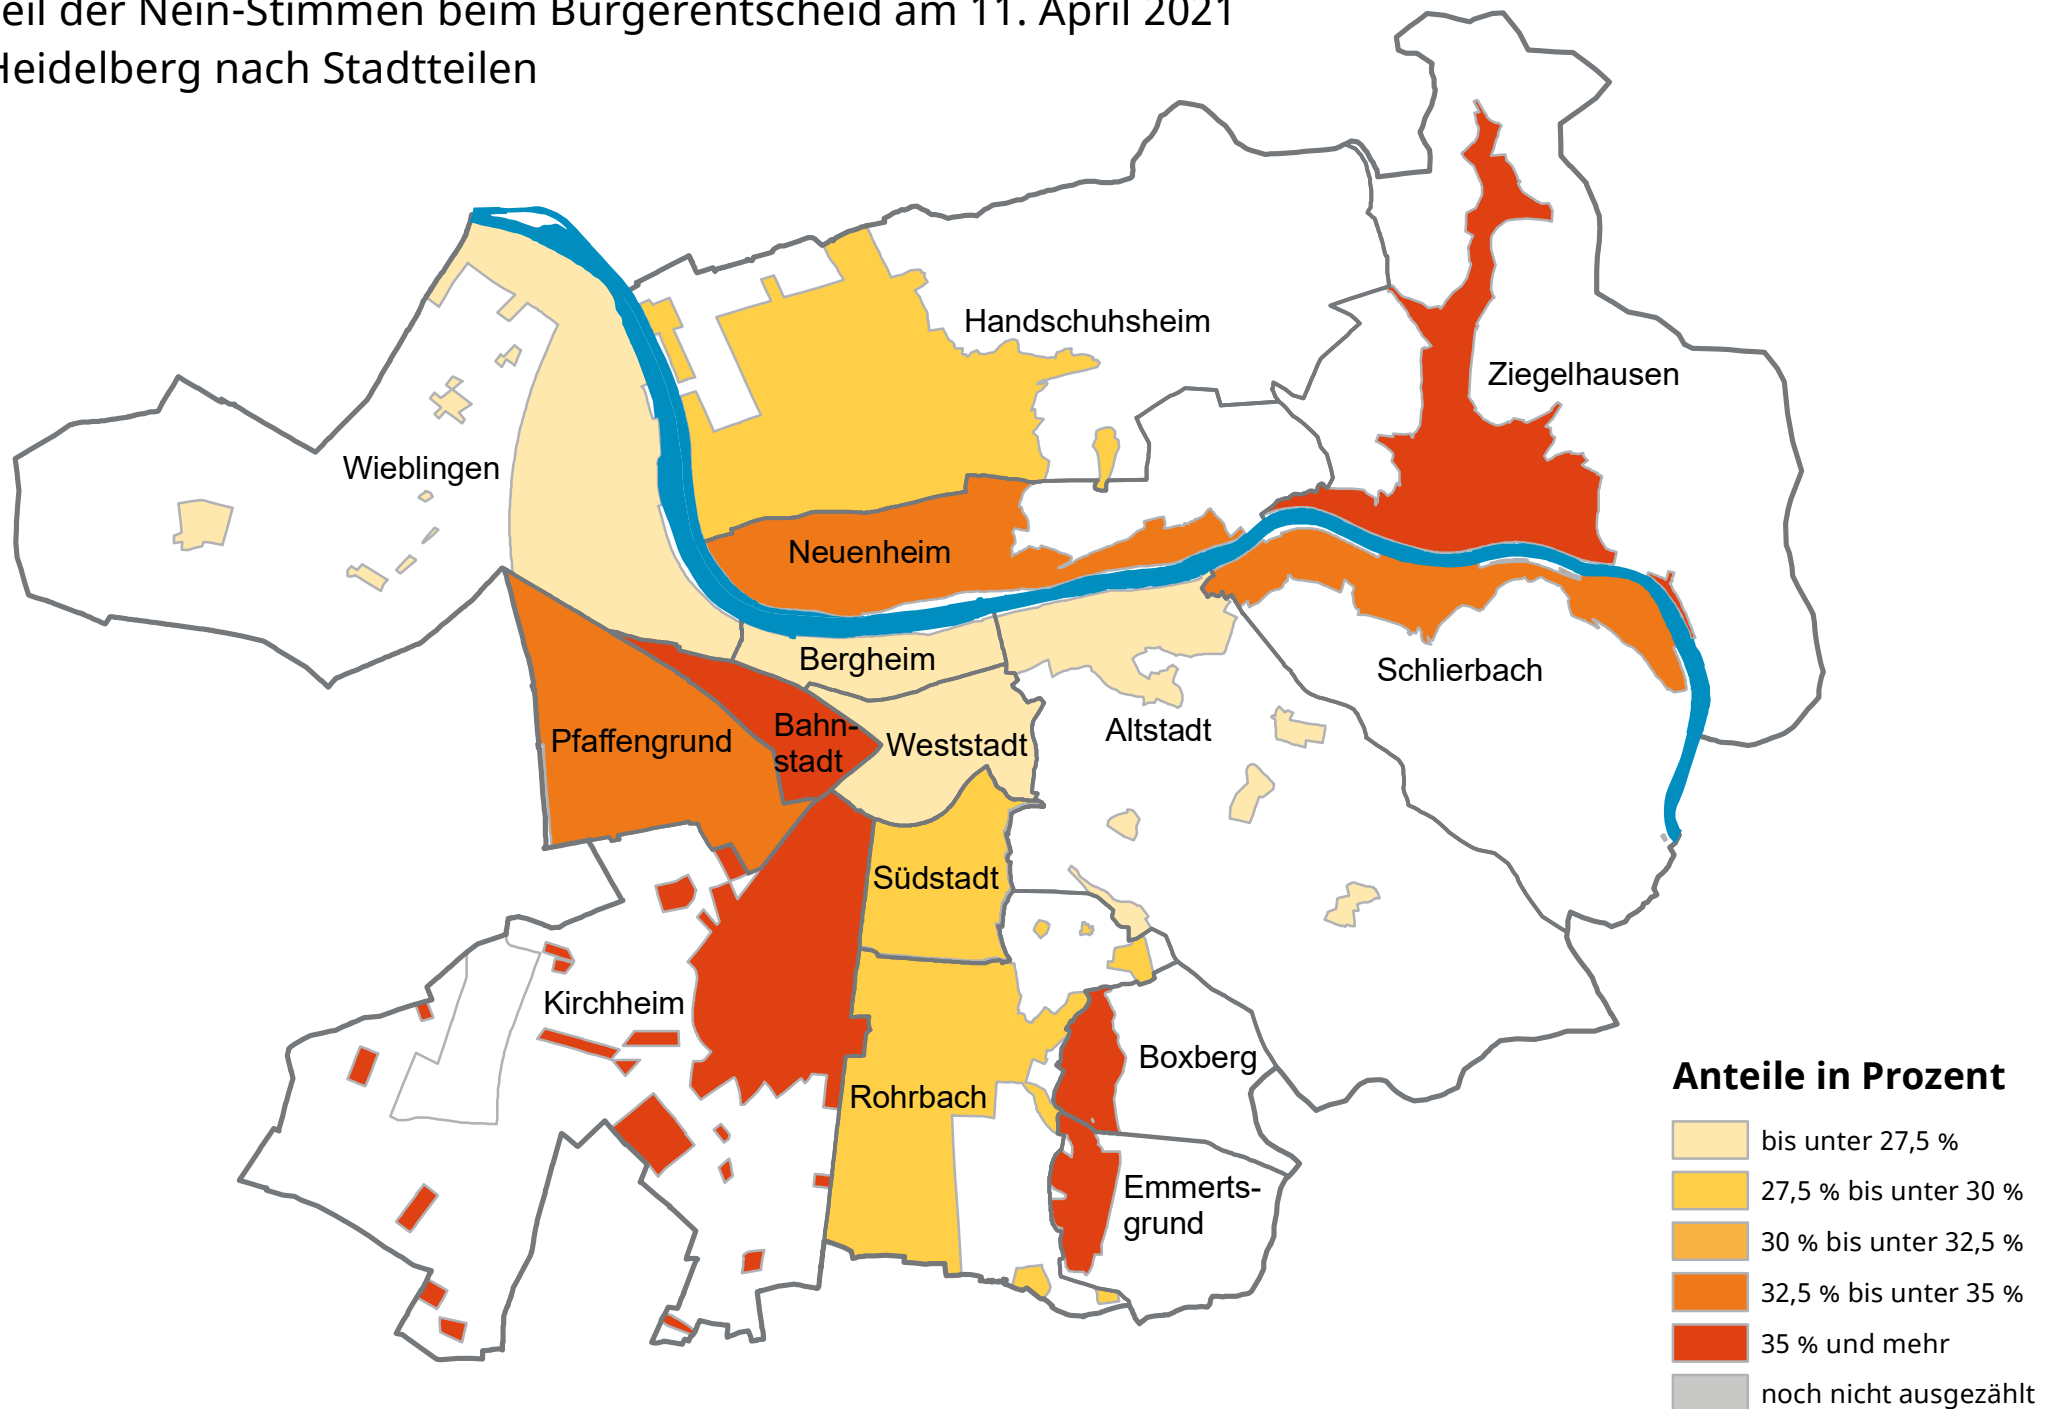 eil der Nein-Stimmen beim Bürgerentscheid am 11. April 2021
Heidelberg nach Stadtteilen
Handschuhsheim
Ziegelhausen
Wieblingen
Neuenheim
Bergheim
Schlierbach
Altstadt
Bahn-
stadt
Pfaffengrund
Weststadt
Südstadt
Kirchheim
Boxberg
Rohrbach
Emmerts-
grund
Anteile in Prozent
bis unter 27,5 %
27,5 % bis unter 30 %
30 % bis unter 32,5 %
32,5 % bis unter 35 %
35 % und mehr
noch nicht ausgezählt